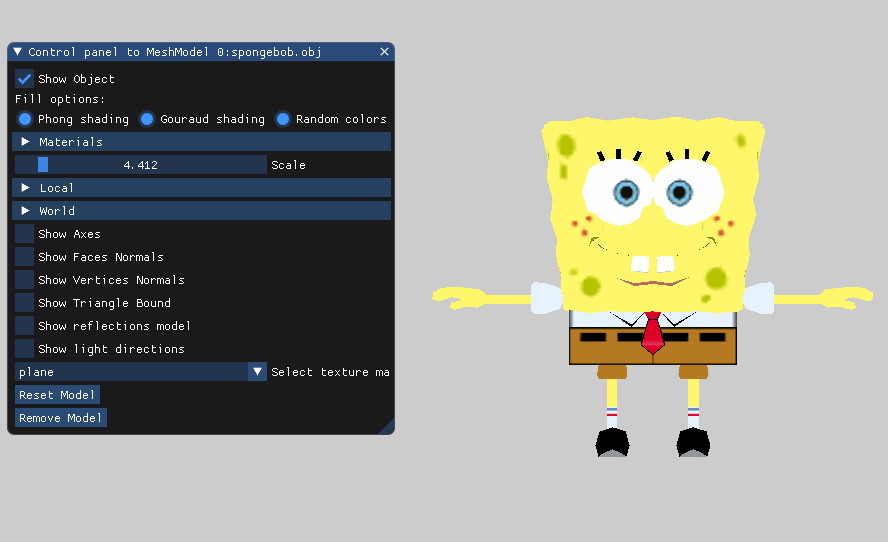 Control panel to MeshModel 0:spongebob.obj
Show Object
Fill options:
Phong shading Gouraud shading Random colors
Materials
4.412 Scale
Local
World
Show Axes
Show Faces Normals
Show Vertices Normals
Show Triangle Bound
Show reflections model
Show light directions
plane Select texture ma
Reset Model
Remove Model